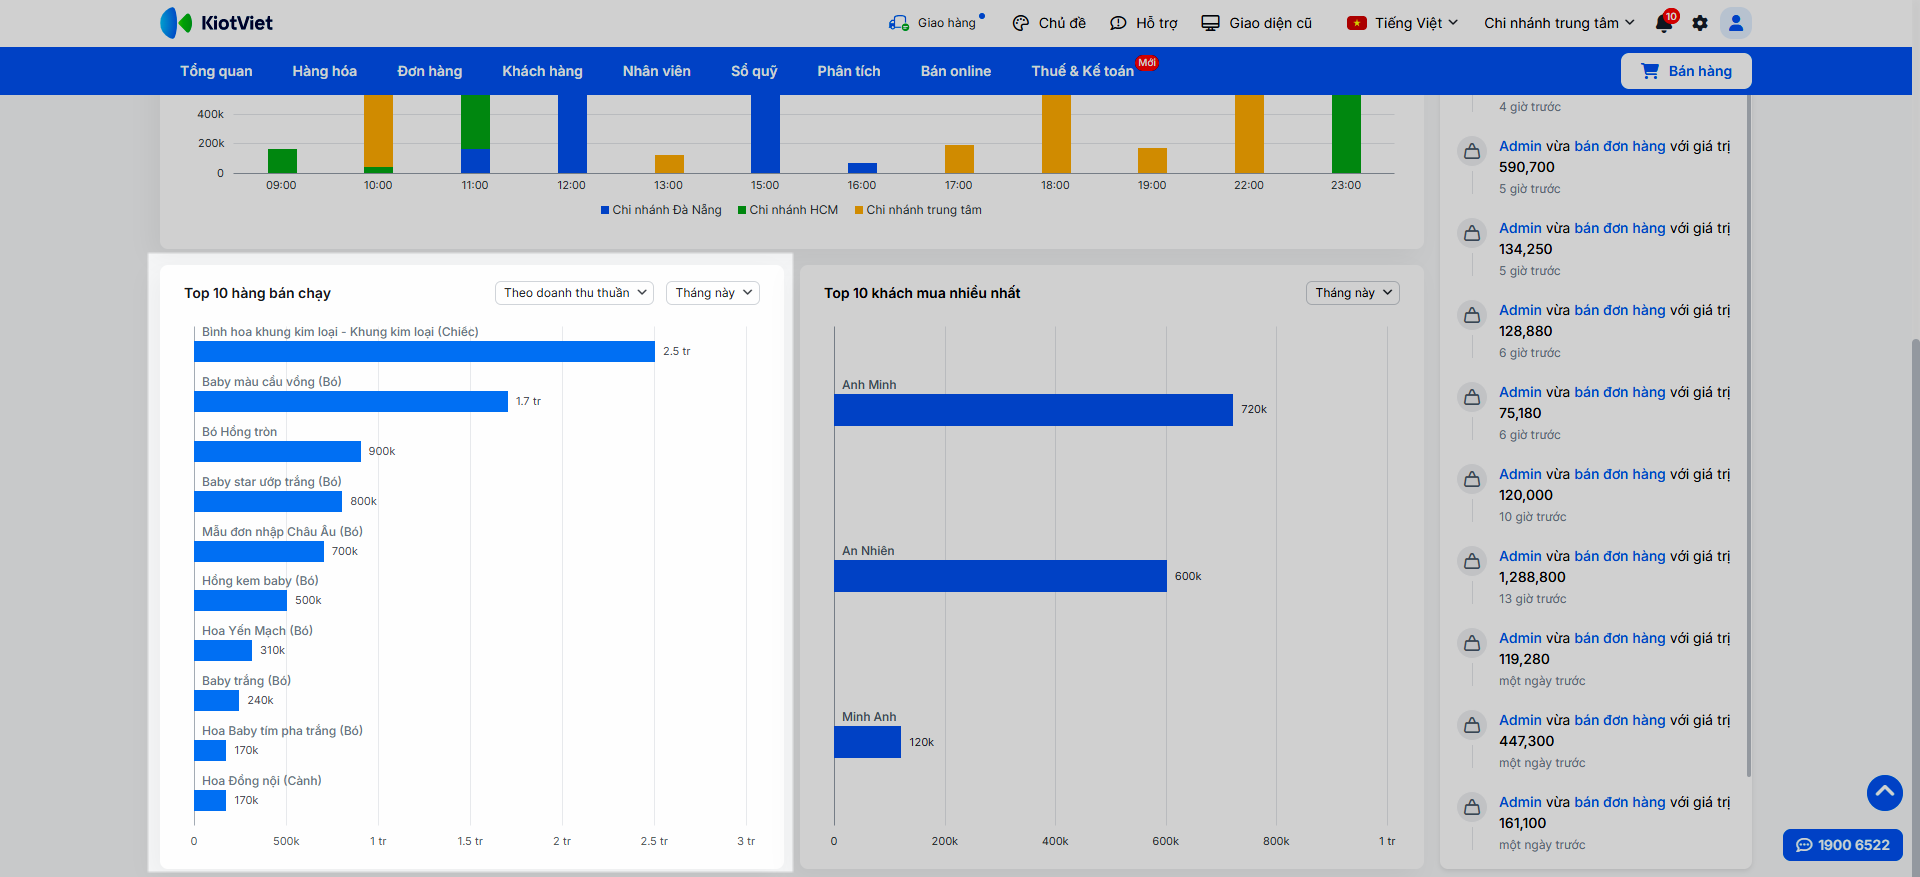 KiotViet
Giao hàng
Chủ đề
Hỗ trợ
Giao diện cũ
Tiếng Việt
Chi nhánh trung tâm
10
Tổng quan
Hàng hóa
Đơn hàng
Khách hàng
Nhân viên
Sổ quỹ
Phân tích
Bán online
Thuế & Kế toán
Mới
Bán hàng
400k
200k
0
09:00
10:00
11:00
12:00
13:00
15:00
16:00
17:00
18:00
19:00
22:00
23:00
Chi nhánh Đà Nẵng
Chi nhánh HCM
Chi nhánh trung tâm
Top 10 hàng bán chạy
Theo doanh thu thuần
Tháng này
Bình hoa khung kim loại - Khung kim loại (Chiếc)
2.5 tr
Baby màu cầu vồng (Bó)
1.7 tr
Bó Hồng tròn
900k
Baby star ướp trắng (Bó)
800k
Mẫu đơn nhập Châu Âu (Bó)
700k
Hồng kem baby (Bó)
500k
Hoa Yến Mạch (Bó)
310k
Baby trắng (Bó)
240k
Hoa Baby tím pha trắng (Bó)
170k
Hoa Đồng nội (Cành)
170k
0
500k
1 tr
1.5 tr
2 tr
2.5 tr
3 tr
Top 10 khách mua nhiều nhất
Tháng này
Anh Minh
720k
An Nhiên
600k
Minh Anh
120k
0
200k
400k
600k
800k
1 tr
4 giờ trước
Admin vừa bán đơn hàng với giá trị
590,700
5 giờ trước
Admin vừa bán đơn hàng với giá trị
134,250
5 giờ trước
Admin vừa bán đơn hàng với giá trị
128,880
6 giờ trước
Admin vừa bán đơn hàng với giá trị
75,180
6 giờ trước
Admin vừa bán đơn hàng với giá trị
120,000
10 giờ trước
Admin vừa bán đơn hàng với giá trị
1,288,800
13 giờ trước
Admin vừa bán đơn hàng với giá trị
119,280
một ngày trước
Admin vừa bán đơn hàng với giá trị
447,300
một ngày trước
Admin vừa bán đơn hàng với giá trị
161,100
một ngày trước
1900 6522